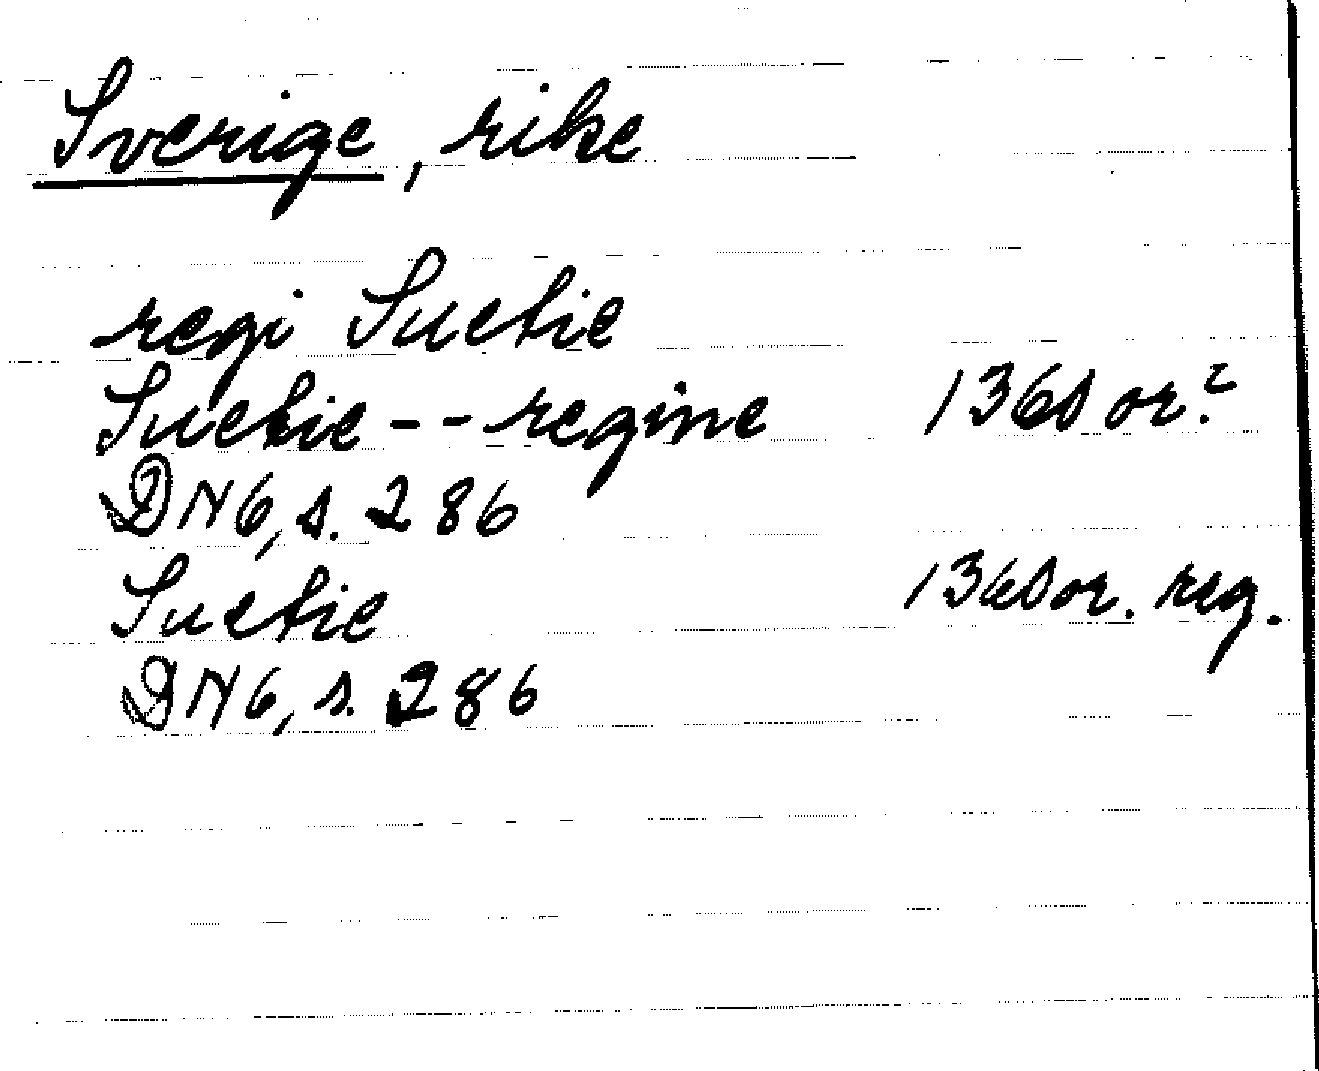 Sverige, rike
regi Suetie
Suetie -- regine 1360 or?
DN6, s. 286
Suetie 1360 or. reg.
DN6, s. 286